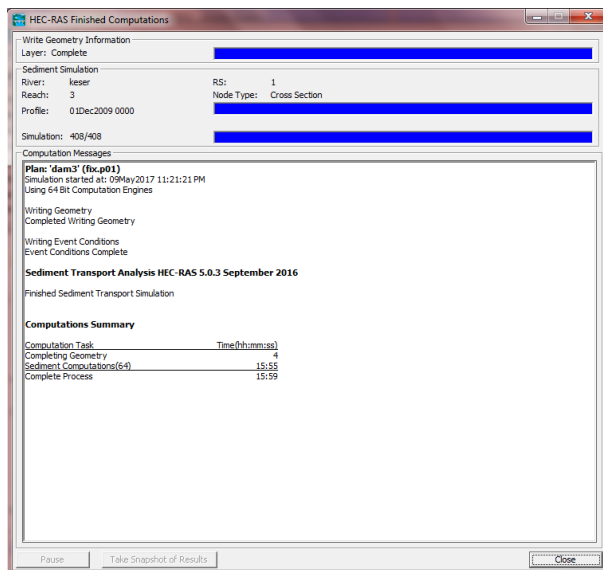 HEC-RAS Finished Computations
Write Geometry Information
Layer: Complete
Sediment Simulation
River: keser RS: 1
Reach: 3 Node Type: Cross Section
Profile: 01Dec2009 0000
Simulation: 408/408
Computation Messages
Plan: 'dam3' (fix.p01)
Simulation started at: 09May2017 11:21:21 PM
Using 64 Bit Computation Engines
Writing Geometry
Completed Writing Geometry
Writing Event Conditions
Event Conditions Complete
Sediment Transport Analysis HEC-RAS 5.0.3 September 2016
Finished Sediment Transport Simulation
Computations Summary
Computation Task Time(hh:mm:ss)
Completing Geometry 4
Sediment Computations(64) 15:55
Complete Process 15:59
Pause Take Snapshot of Results Close